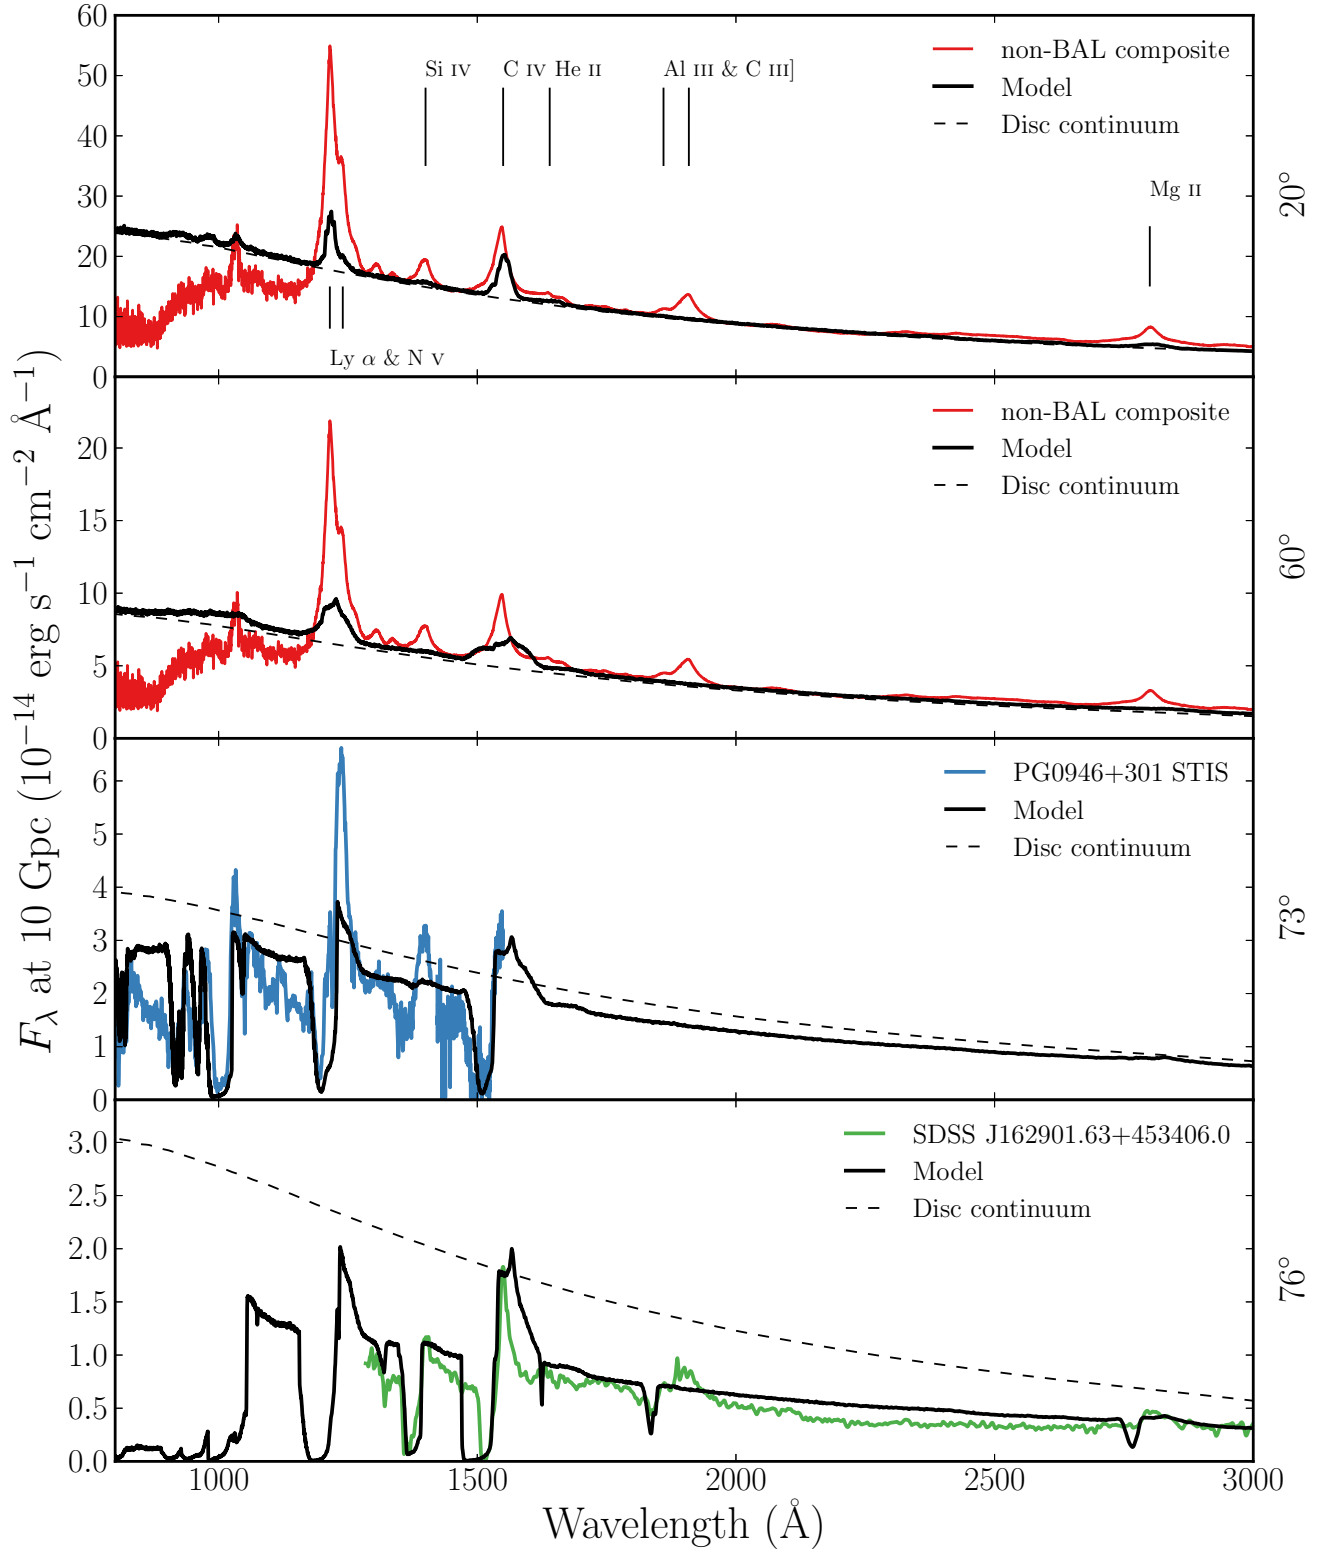 60
50
40
30
20
10
0
Si IV
C IV He II
Al III & C III]
Mg II
Ly α & N V
non-BAL composite
Model
Disc continuum
20°
20
15
10
5
0
non-BAL composite
Model
Disc continuum
60°
6
5
4
3
2
1
0
PG0946+301 STIS
Model
Disc continuum
73°
3.0
2.5
2.0
1.5
1.0
0.5
0.0
SDSS J162901.63+453406.0
Model
Disc continuum
76°
1000 1500 2000 2500 3000
Wavelength (Å)
F_λ at 10 Gpc (10⁻¹⁴ erg s⁻¹ cm⁻² Å⁻¹)